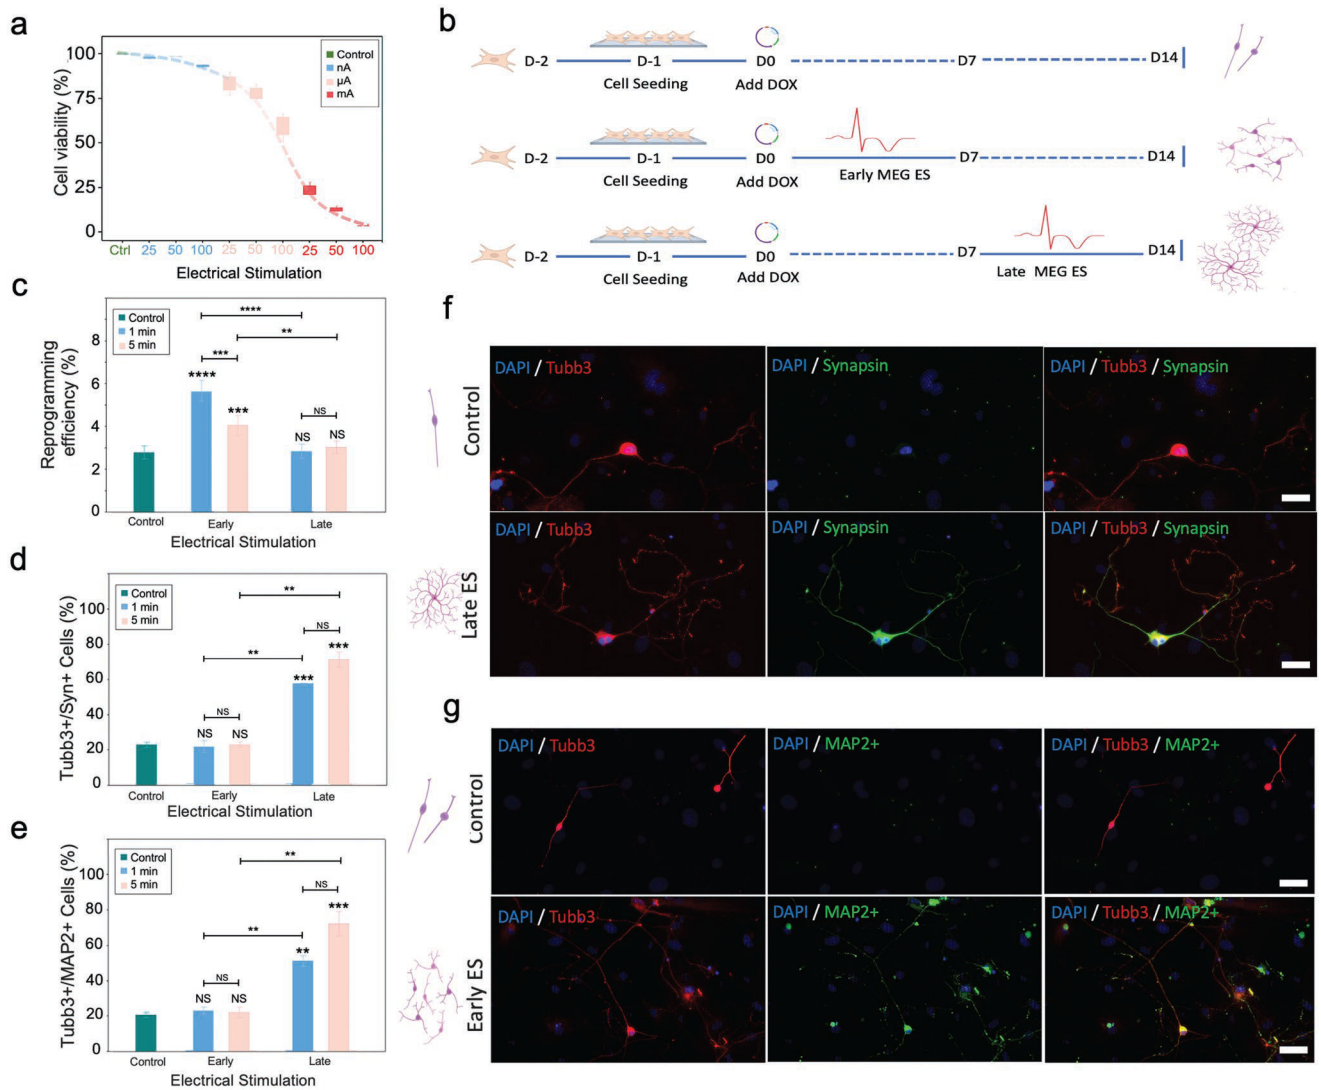 a
Cell viability (%)
100
75
50
25
0
Control
nA
µA
mA
Ctrl 25 50 100 25 50 100 25 50 100
Electrical Stimulation
b
D-2 D-1 D0 D7 D14
Cell Seeding Add DOX
D-2 D-1 D0 D7 D14
Cell Seeding Add DOX Early MEG ES
D-2 D-1 D0 D7 D14
Cell Seeding Add DOX Late MEG ES
c
Reprogramming
efficiency (%)
8
6
4
2
0
Control
1 min
5 min
****
**
***
****
***
NS
NS NS
Control Early Late
Electrical Stimulation
d
Tubb3+/Syn+ Cells (%)
100
80
60
40
20
0
Control
1 min
5 min
**
NS
**
***
***
NS
NS NS
Control Early Late
Electrical Stimulation
e
Tubb3+/MAP2+ Cells (%)
100
80
60
40
20
0
Control
1 min
5 min
**
NS
***
**
**
NS
NS NS
Control Early Late
Electrical Stimulation
f
Control
DAPI / Tubb3 DAPI / Synapsin DAPI / Tubb3 / Synapsin
Late ES
DAPI / Tubb3 DAPI / Synapsin DAPI / Tubb3 / Synapsin
g
Control
DAPI / Tubb3 DAPI / MAP2+ DAPI / Tubb3 / MAP2+
Early ES
DAPI / Tubb3 DAPI / MAP2+ DAPI / Tubb3 / MAP2+